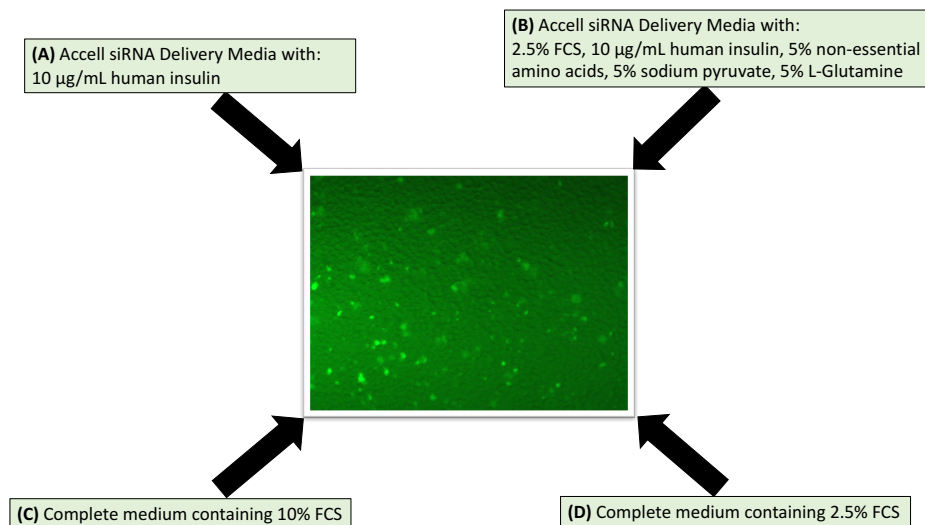 (A) Accell siRNA Delivery Media with:
10 μg/mL human insulin
(B) Accell siRNA Delivery Media with:
2.5% FCS, 10 μg/mL human insulin, 5% non-essential
amino acids, 5% sodium pyruvate, 5% L-Glutamine
(C) Complete medium containing 10% FCS
(D) Complete medium containing 2.5% FCS